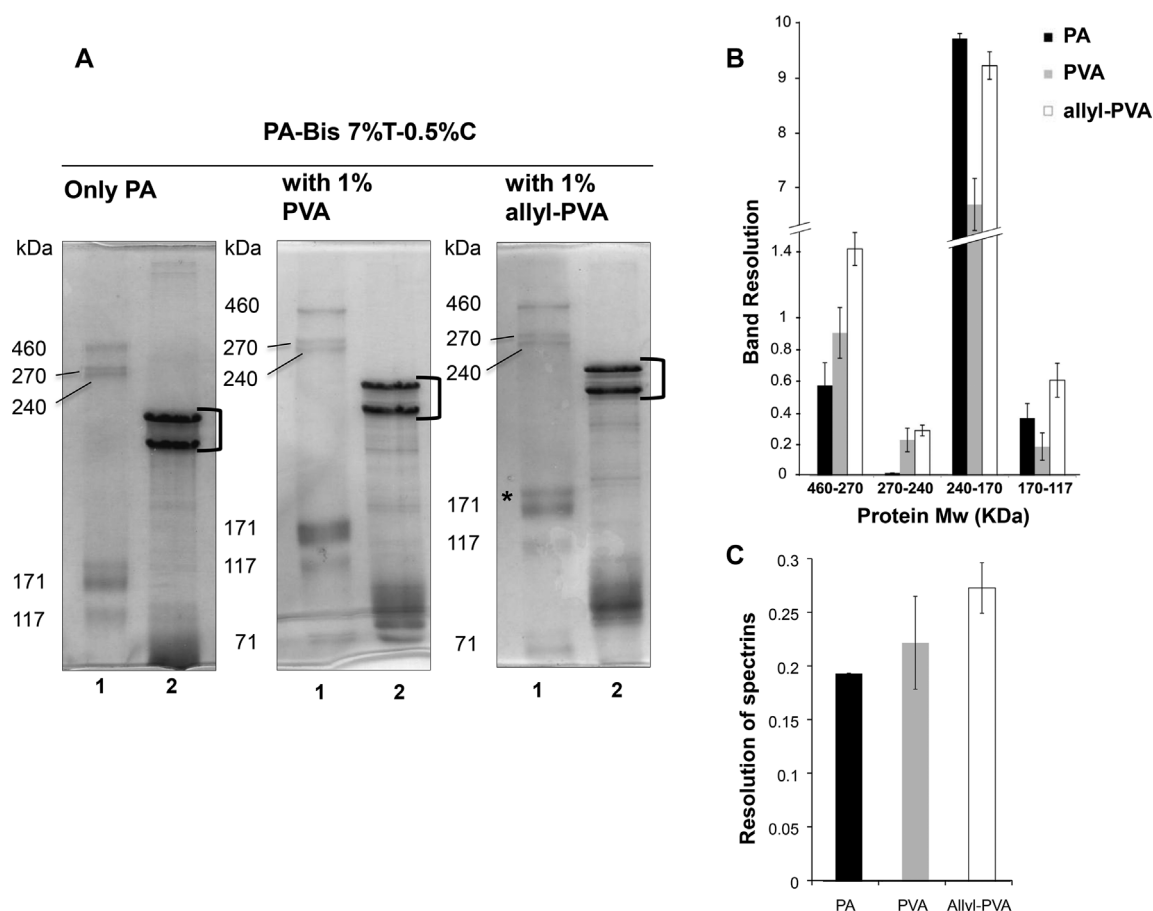 A
PA-Bis 7%T-0.5%C
Only PA
with 1%
PVA
with 1%
allyl-PVA
kDa
460
270
240
171
117
1
2
kDa
460
270
240
171
117
71
1
2
kDa
460
270
240
*
171
117
71
1
2
B
PA
PVA
allyl-PVA
Band Resolution
10
9
8
7
1.4
1
0.6
0.4
0.2
0
460-270
270-240
240-170
170-117
Protein Mw (KDa)
C
Resolution of spectrins
0.3
0.25
0.2
0.15
0.1
0.05
0
PA
PVA
Allyl-PVA